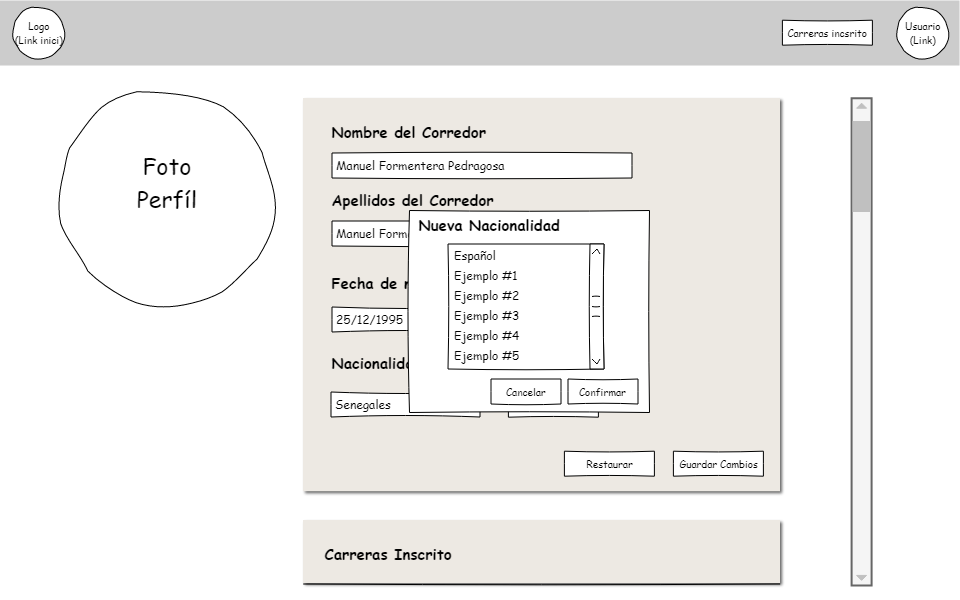 Logo
(Link inici)
Carreras incsrito
Usuario
(Link)
Foto
Perfíl
Nombre del Corredor
Manuel Formentera Pedragosa
Apellidos del Corredor
Manuel Form
Nueva Nacionalidad
Español
Ejemplo #1
Ejemplo #2
Ejemplo #3
Ejemplo #4
Ejemplo #5
Cancelar
Confirmar
Fecha de
25/12/1995
Nacionalid
Senegales
Restaurar
Guardar Cambios
Carreras Inscrito